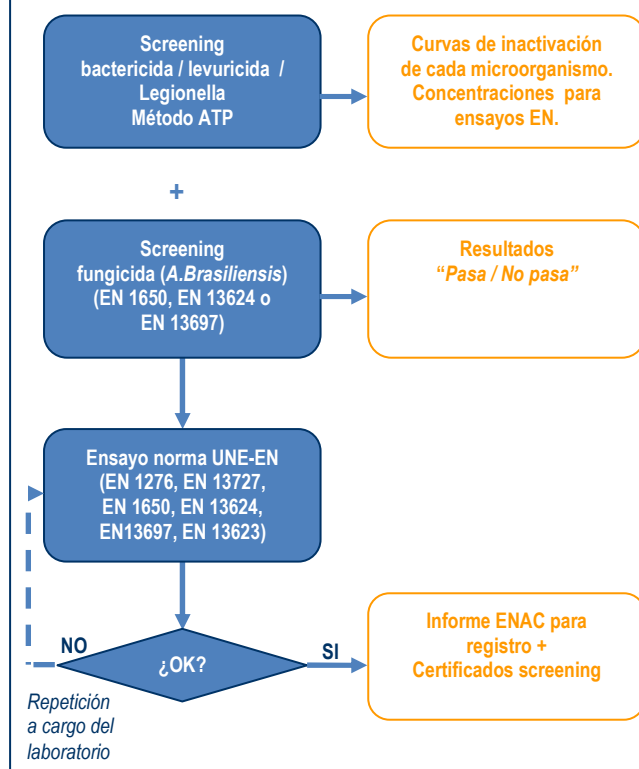 Screening
bactericida / levuricida /
Legionella
Método ATP
Curvas de inactivación
de cada microorganismo.
Concentraciones para
ensayos EN.
+
Screening
fungicida (A.Brasiliensis)
(EN 1650, EN 13624 o
EN 13697)
Resultados
“Pasa / No pasa”
Ensayo norma UNE-EN
(EN 1276, EN 13727,
EN 1650, EN 13624,
EN13697, EN 13623)
¿OK?
NO
SI
Informe ENAC para
registro +
Certificados screening
Repetición
a cargo del
laboratorio